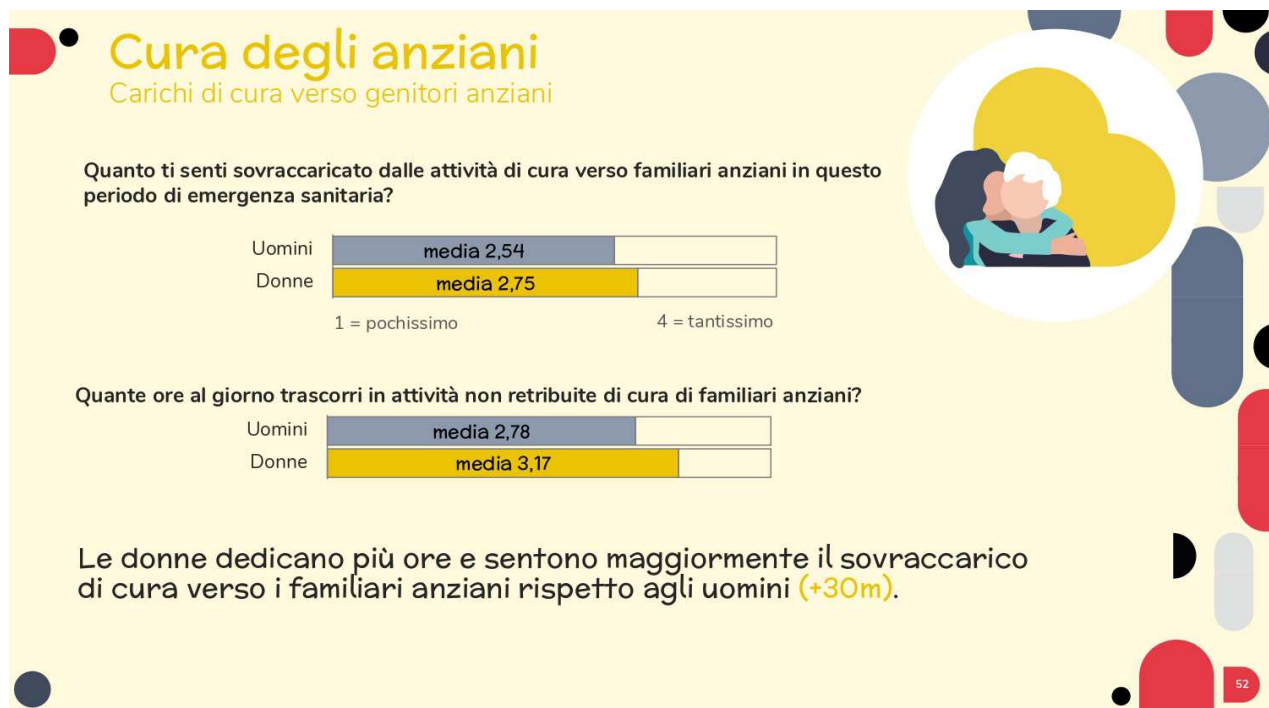 Cura degli anziani
Carichi di cura verso genitori anziani
Quanto ti senti sovraccaricato dalle attività di cura verso familiari anziani in questo
periodo di emergenza sanitaria?
Uomini media 2,54
Donne media 2,75
1 = pochissimo 4 = tantissimo
Quante ore al giorno trascorri in attività non retribuite di cura di familiari anziani?
Uomini media 2,78
Donne media 3,17
Le donne dedicano più ore e sentono maggiormente il sovraccarico
di cura verso i familiari anziani rispetto agli uomini (+30m).
52